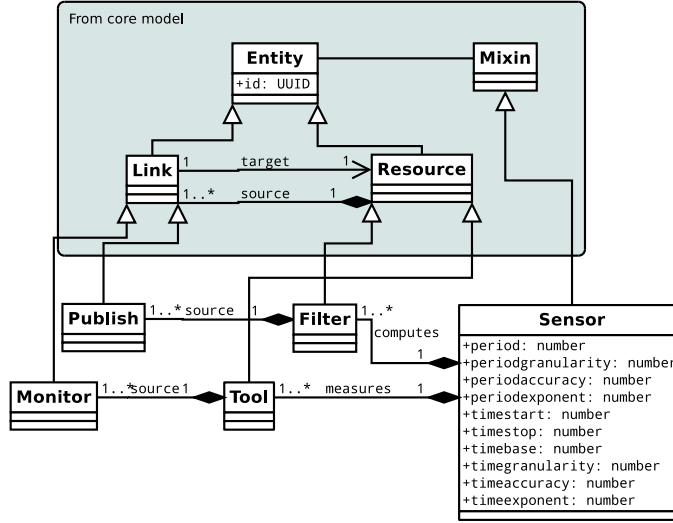 From core model
Entity
+id: UUID
Mixin
Link
1 target 1
Resource
1..* source 1
Publish
1..* source 1
Filter
1..*
computes
1
Sensor
+period: number
+periodgranularity: number
+periodaccuracy: number
+periodexponent: number
+timestart: number
+timestop: number
+timebase: number
+timegranularity: number
+timeaccuracy: number
+timeexponent: number
Monitor
1..* source 1
Tool
1..* measures 1